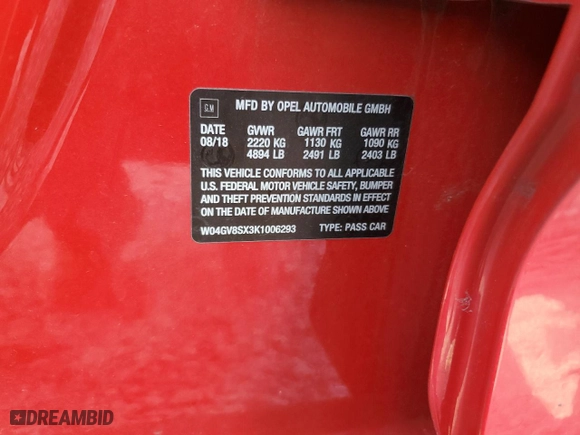 GM
MFD BY OPEL AUTOMOBILE GMBH
DATE GVWR GAWR FRT GAWR RR
08/18 2220 KG 1130 KG 1090 KG
4894 LB 2491 LB 2403 LB
THIS VEHICLE CONFORMS TO ALL APPLICABLE
U.S. FEDERAL MOTOR VEHICLE SAFETY, BUMPER
AND THEFT PREVENTION STANDARDS IN EFFECT
ON THE DATE OF MANUFACTURE SHOWN ABOVE
W04GV8SX3K1006293 TYPE: PASS CAR
DREAMBID